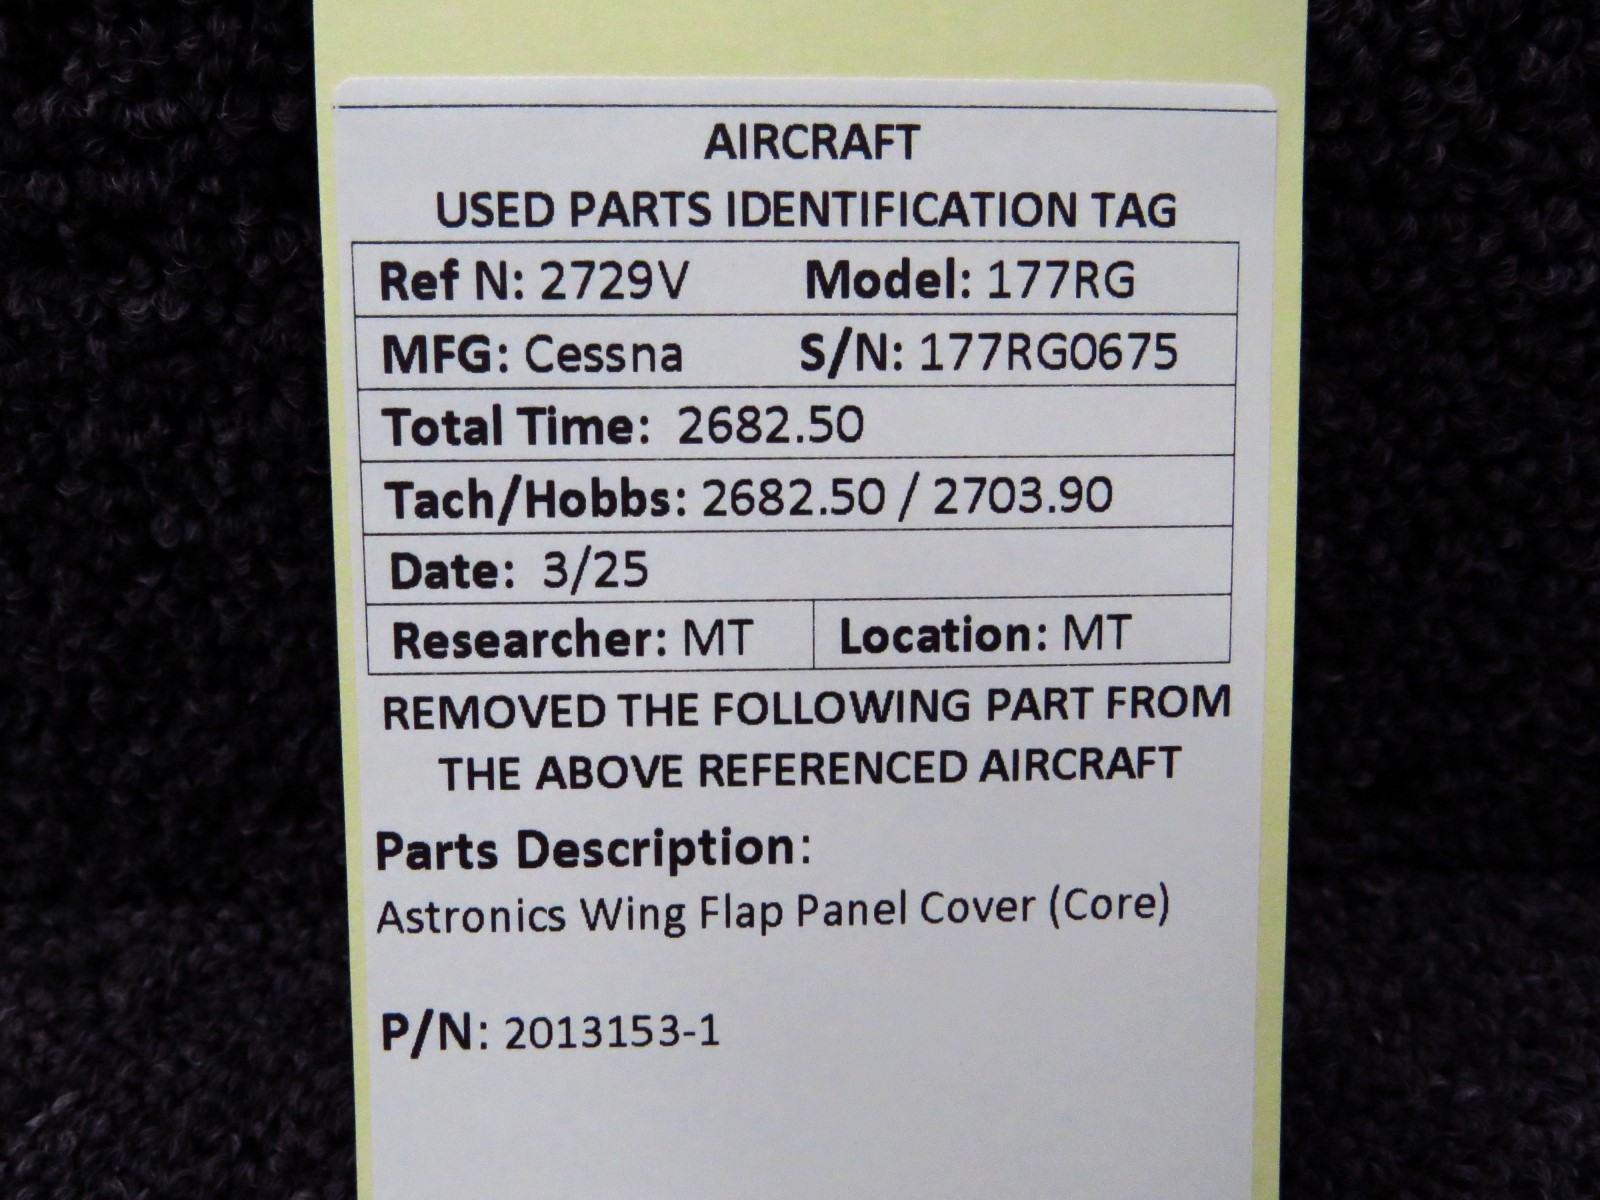 AIRCRAFT
USED PARTS IDENTIFICATION TAG
Ref N: 2729V Model: 177RG
MFG: Cessna S/N: 177RG0675
Total Time: 2682.50
Tach/Hobbs: 2682.50 / 2703.90
Date: 3/25
Researcher: MT Location: MT
REMOVED THE FOLLOWING PART FROM
THE ABOVE REFERENCED AIRCRAFT
Parts Description:
Astronics Wing Flap Panel Cover (Core)
P/N: 2013153-1